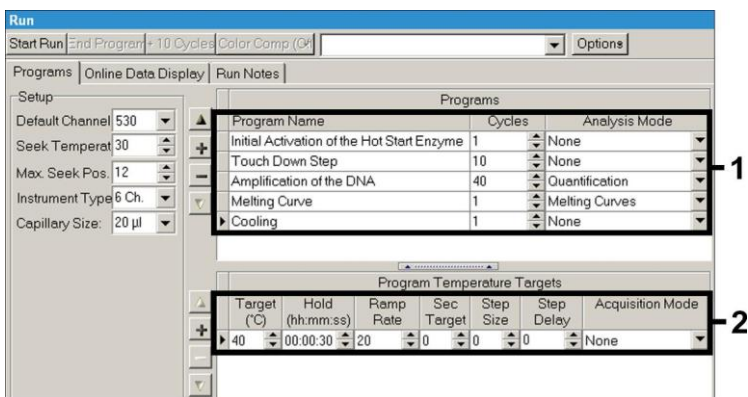 Run
Start Run End Program + 10 Cycles Color Comp (Off) Options
Programs Online Data Display Run Notes
Setup
Default Channel 530
Seek Temperat 30
Max. Seek Pos. 12
Instrument Type 6 Ch.
Capillary Size: 20 µl
Programs
Program Name Cycles Analysis Mode
Initial Activation of the Hot Start Enzyme 1 None
Touch Down Step 10 None
Amplification of the DNA 40 Quantification
Melting Curve 1 Melting Curves
Cooling 1 None
1
Program Temperature Targets
Target (°C) Hold (hh:mm:ss) Ramp Rate Sec Target Step Size Step Delay Acquisition Mode
40 00:00:30 20 0 0 0 None
2